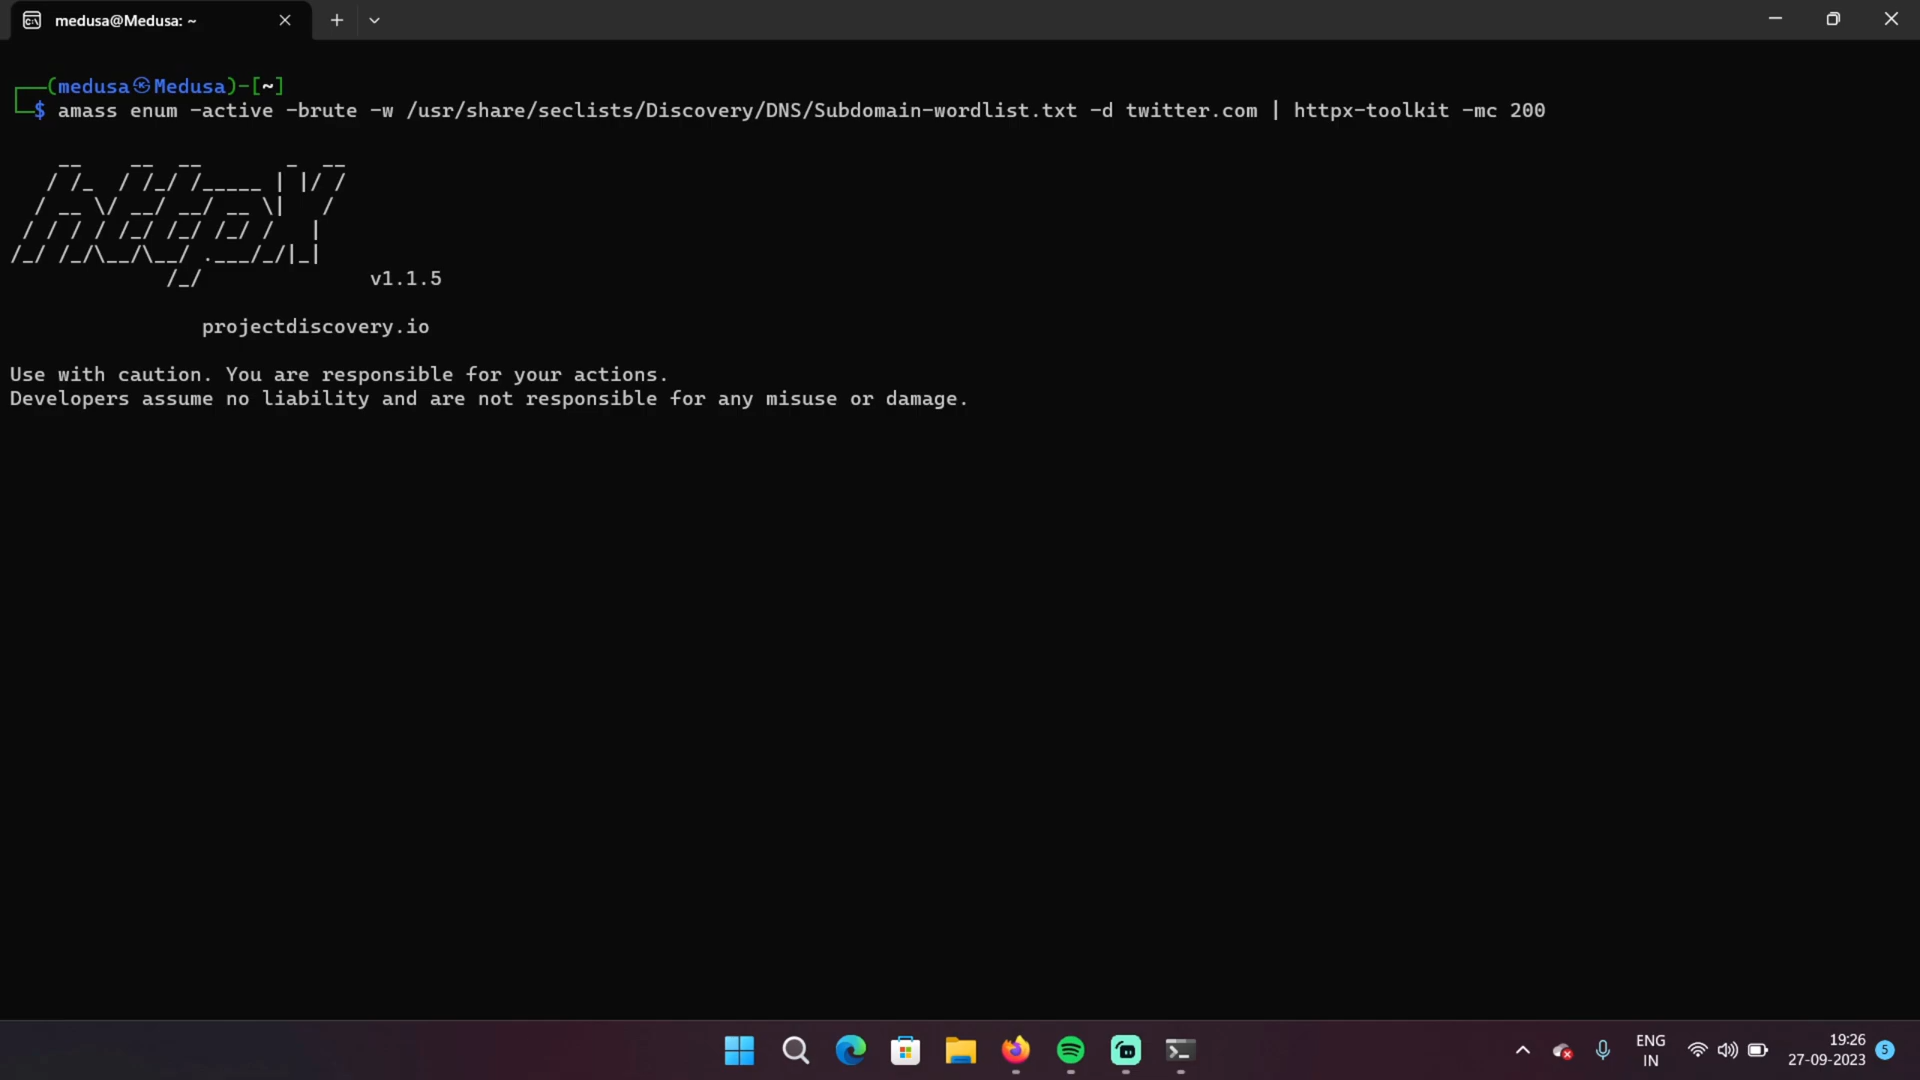 medusa@Medusa: ~
┌──(medusa㉿Medusa)-[~]
└─$ amass enum -active -brute -w /usr/share/seclists/Discovery/DNS/Subdomain-wordlist.txt -d twitter.com | httpx-toolkit -mc 200
httpx
v1.1.5
projectdiscovery.io
Use with caution. You are responsible for your actions.
Developers assume no liability and are not responsible for any misuse or damage.
ENG
IN
19:26
27-09-2023
5